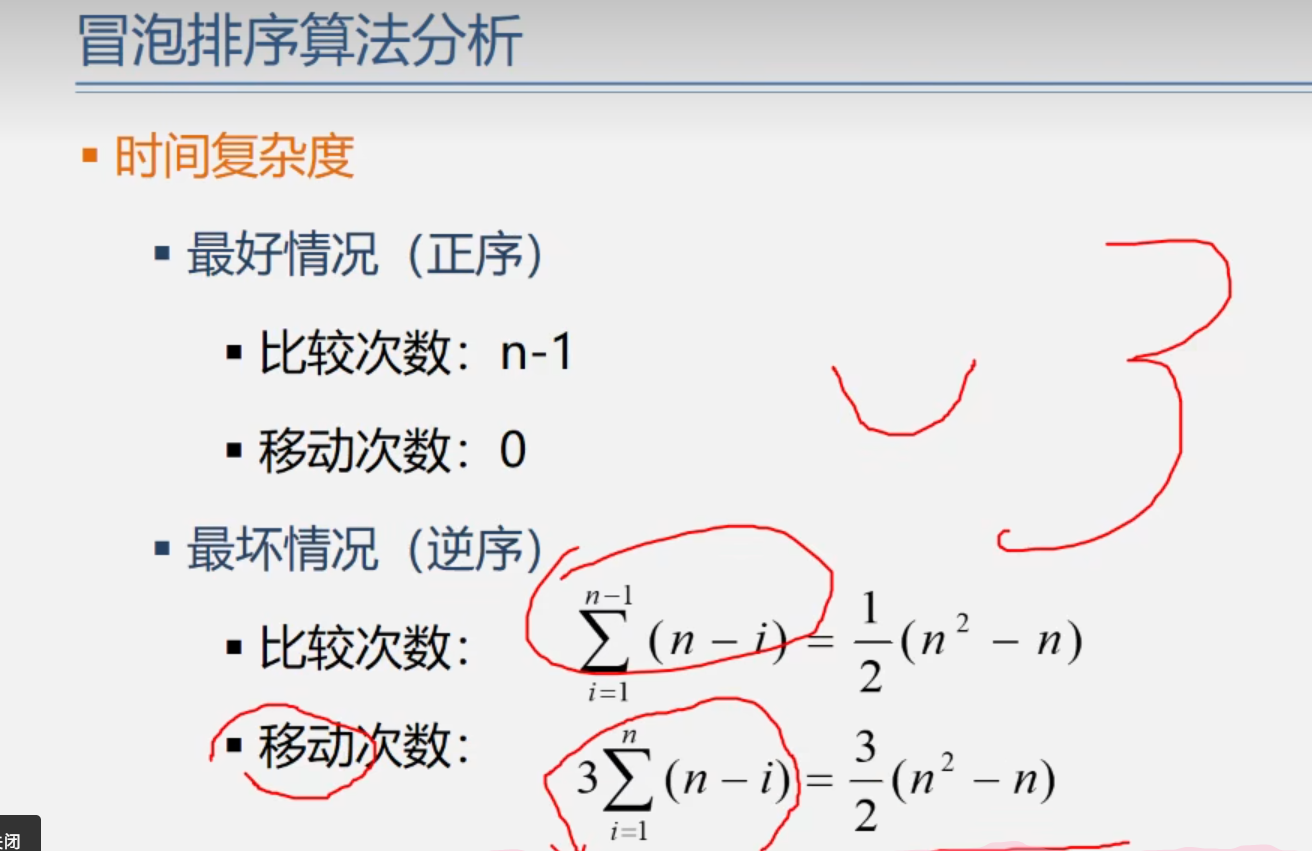 冒泡排序算法分析
▪ 时间复杂度
▪ 最好情况（正序）
▪ 比较次数：n-1
▪ 移动次数：0
3
▪ 最坏情况（逆序）
▪ 比较次数： \sum_{i=1}^{n-1}(n-i)=\frac{1}{2}(n^2-n)
▪ 移动次数： 3\sum_{i=1}^{n}(n-i)=\frac{3}{2}(n^2-n)
闭